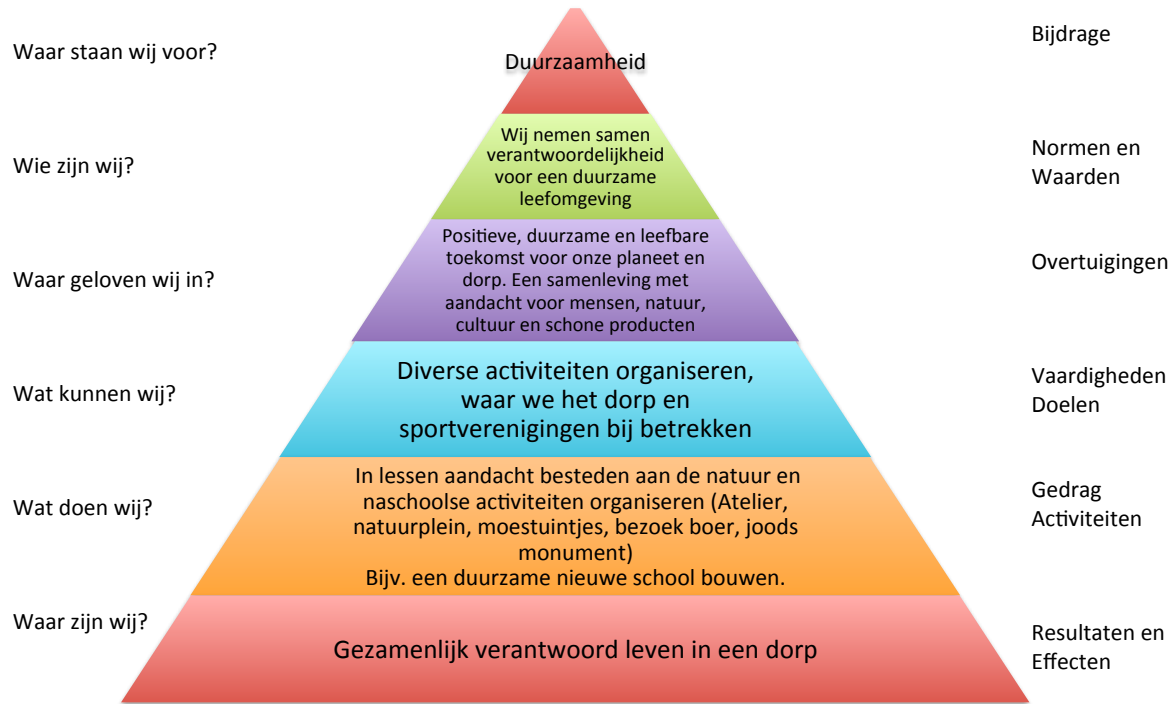 Waar staan wij voor?
Duurzaamheid
Bijdrage
Wie zijn wij?
Wij nemen samen
verantwoordelijkheid
voor een duurzame
leefomgeving
Normen en
Waarden
Waar geloven wij in?
Positieve, duurzame en leefbare
toekomst voor onze planeet en
dorp. Een samenleving met
aandacht voor mensen, natuur,
cultuur en schone producten
Overtuigingen
Wat kunnen wij?
Diverse activiteiten organiseren,
waar we het dorp en
sportverenigingen bij betrekken
Vaardigheden
Doelen
Wat doen wij?
In lessen aandacht besteden aan de natuur en
naschoolse activiteiten organiseren (Atelier,
natuurplein, moestuintjes, bezoek boer, joods
monument)
Bijv. een duurzame nieuwe school bouwen.
Gedrag
Activiteiten
Waar zijn wij?
Gezamenlijk verantwoord leven in een dorp
Resultaten en
Effecten